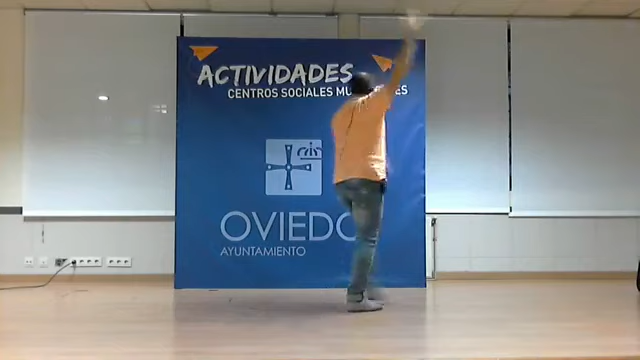 ACTIVIDADES
CENTROS SOCIALES
OVIEDO
AYUNTAMIENTO